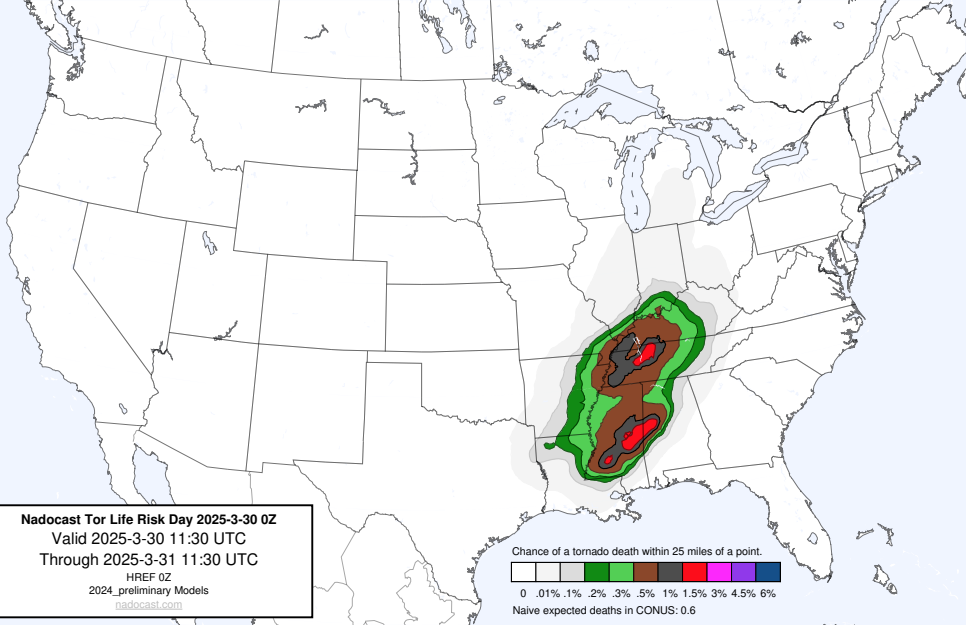 Nadocast Tor Life Risk Day 2025-3-30 0Z
Valid 2025-3-30 11:30 UTC
Through 2025-3-31 11:30 UTC
HREF 0Z
2024_preliminary Models
nadocast.com
Chance of a tornado death within 25 miles of a point.
0 .01% .1% .2% .3% .5% 1% 1.5% 3% 4.5% 6%
Naive expected deaths in CONUS: 0.6